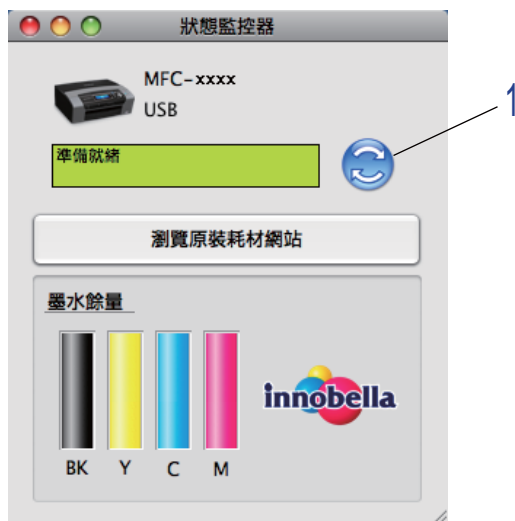 狀態監控器
MFC-xxxx
USB
1
準備就緒
瀏覽原裝耗材網站
墨水餘量
innobella
BK Y C M